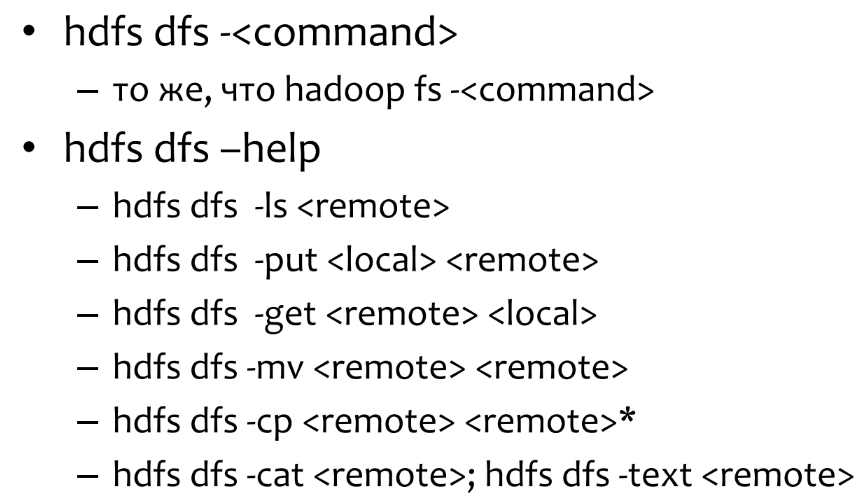 • hdfs dfs -<command>
– то же, что hadoop fs -<command>
• hdfs dfs –help
– hdfs dfs -ls <remote>
– hdfs dfs -put <local> <remote>
– hdfs dfs -get <remote> <local>
– hdfs dfs -mv <remote> <remote>
– hdfs dfs -cp <remote> <remote>*
– hdfs dfs -cat <remote>; hdfs dfs -text <remote>